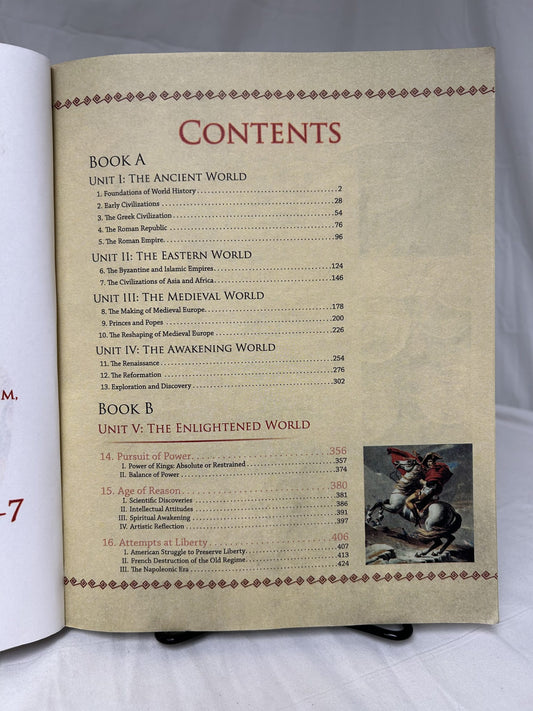 M,
-7
CONTENTS
BOOK A
UNIT I: THE ANCIENT WORLD
1. Foundations of World History 2
2. Early Civilizations 28
3. The Greek Civilization 54
4. The Roman Republic 76
5. The Roman Empire 96
UNIT II: THE EASTERN WORLD
6. The Byzantine and Islamic Empires 124
7. The Civilizations of Asia and Africa 146
UNIT III: THE MEDIEVAL WORLD
8. The Making of Medieval Europe 178
9. Princes and Popes 200
10. The Reshaping of Medieval Europe 226
UNIT IV: THE AWAKENING WORLD
11. The Renaissance 254
12. The Reformation 276
13. Exploration and Discovery 302
BOOK B
UNIT V: THE ENLIGHTENED WORLD
14. Pursuit of Power 356
I. Power of Kings: Absolute or Restrained 357
II. Balance of Power 374
15. Age of Reason 380
I. Scientific Discoveries 381
II. Intellectual Attitudes 386
III. Spiritual Awakening 391
IV. Artistic Reflection 397
16. Attempts at Liberty 406
I. American Struggle to Preserve Liberty 407
II. French Destruction of the Old Regime 413
III. The Napoleonic Era 424